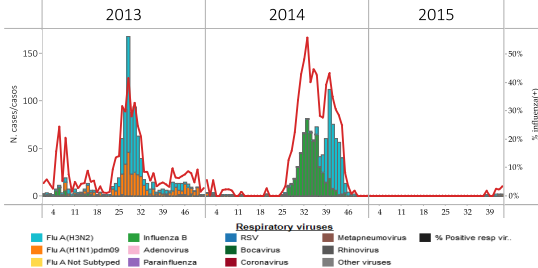 2013 2014 2015
150 50%
40%
100
30%
50 20%
10%
0 0%
N. cases/casos
% influenza(+)
4 11 18 25 32 39 46 4 11 18 25 32 39 46 4 11 18 25 32 39
Respiratory viruses
Flu A(H3N2) Influenza B RSV Metapneumovirus % Positive resp vir..
Flu A(H1N1)pdm09 Adenovirus Bocavirus Rhinovirus
Flu A Not Subtyped Parainfluenza Coronavirus Other viruses